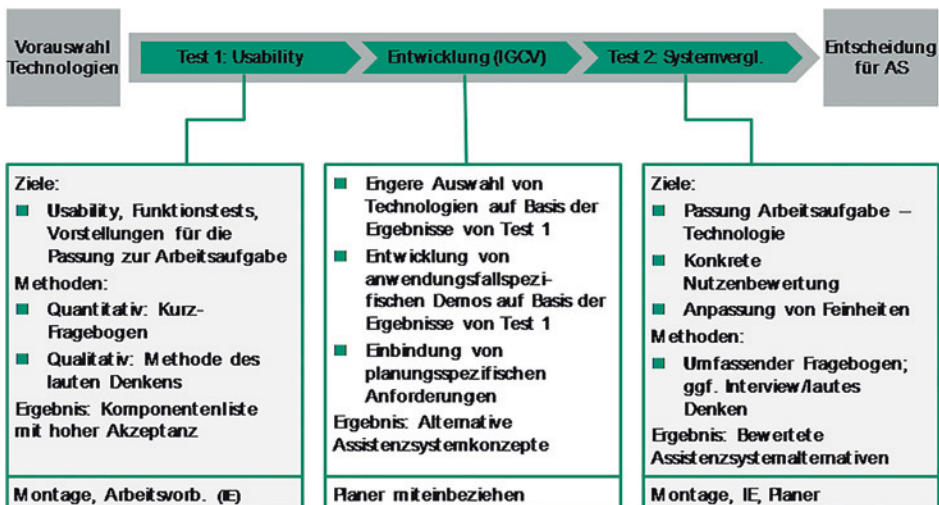 Vorauswahl
Technologien
Test 1: Usability
Entwicklung (IGCV)
Test 2: Systemvergl.
Entscheidung
für AS
Ziele:
Usability, Funktionstests,
Vorstellungen für die
Passung zur Arbeitsaufgabe
Methoden:
Quantitativ: Kurz-
Fragebogen
Qualitativ: Methode des
lauten Denkens
Ergebnis: Komponentenliste
mit hoher Akzeptanz
Montage, Arbeitsvorb. (IE)
Engere Auswahl von
Technologien auf Basis der
Ergebnisse von Test 1
Entwicklung von
anwendungsfallspezi-
fischen Demos auf Basis der
Ergebnisse von Test 1
Einbindung von
planungsspezifischen
Anforderungen
Ergebnis: Alternative
Assistenzsystemkonzepte
Planer miteinbeziehen
Ziele:
Passung Arbeitsaufgabe –
Technologie
Konkrete
Nutzenbewertung
Anpassung von Feinheiten
Methoden:
Umfassender Fragebogen;
ggf. Interview/lautes
Denken
Ergebnis: Bewertete
Assistenzsystemalternativen
Montage, IE, Planer